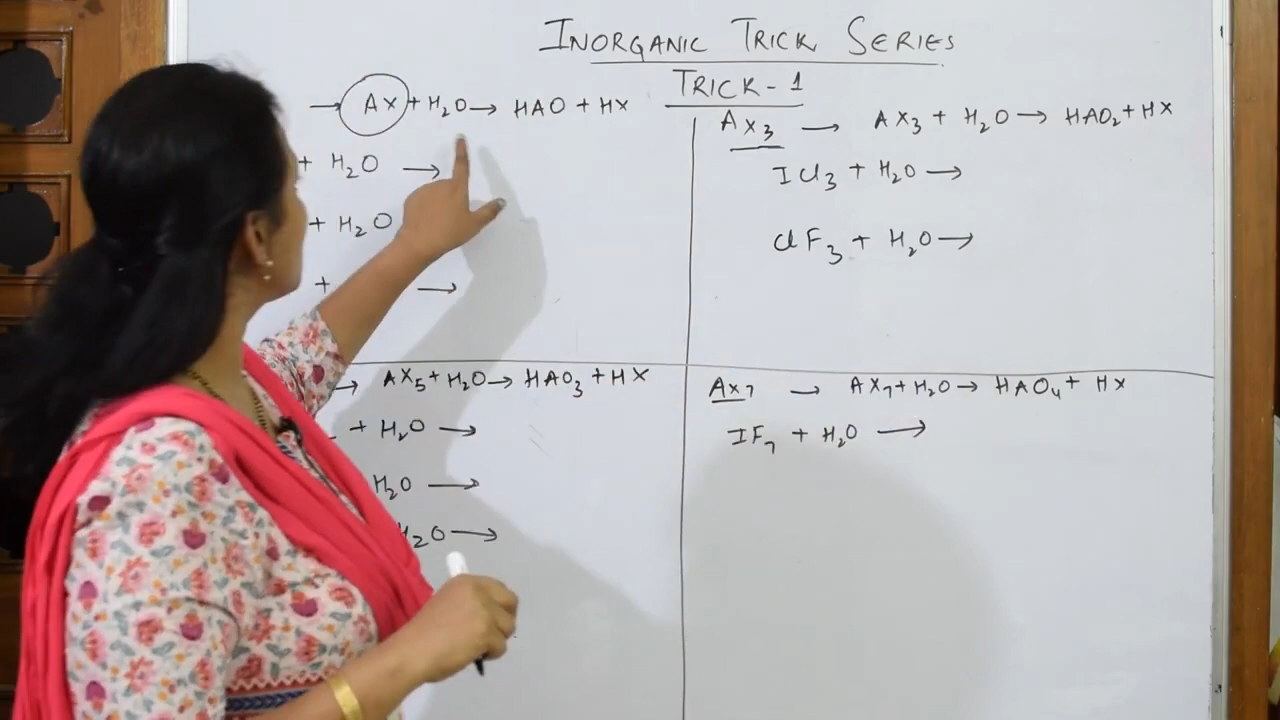 INORGANIC TRICK SERIES
TRICK-1
→ AX + H₂O → HAO + HX
+ H₂O →
+ H₂O
+ →
AX₃ → AX₃ + H₂O → HAO₂ + HX
ICl₃ + H₂O →
ClF₃ + H₂O →
→ AX₅ + H₂O → HAO₃ + HX
+ H₂O →
H₂O →
H₂O →
AX₇ → AX₇ + H₂O → HAO₄ + HX
IF₇ + H₂O →